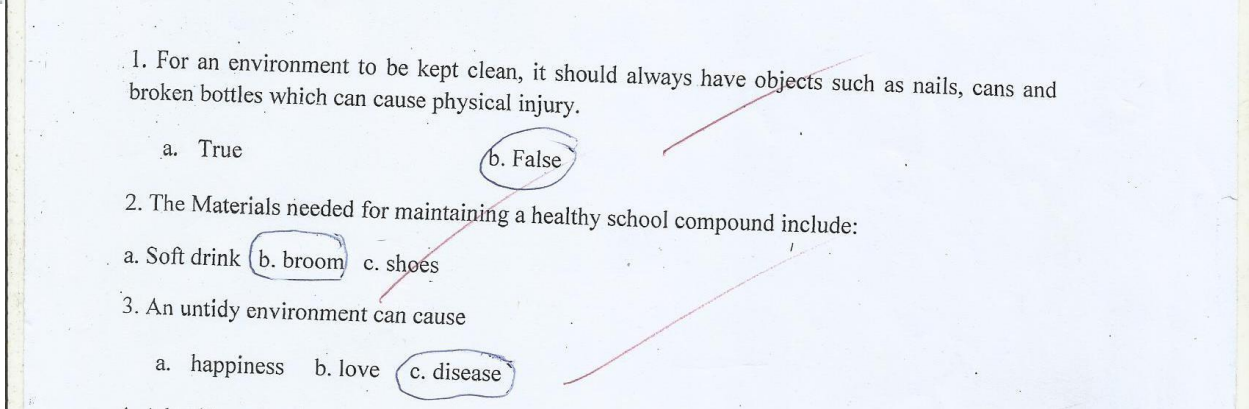 1. For an environment to be kept clean, it should always have objects such as nails, cans and
broken bottles which can cause physical injury.
a. True b. False
2. The Materials needed for maintaining a healthy school compound include:
a. Soft drink b. broom c. shoes
3. An untidy environment can cause
a. happiness b. love c. disease